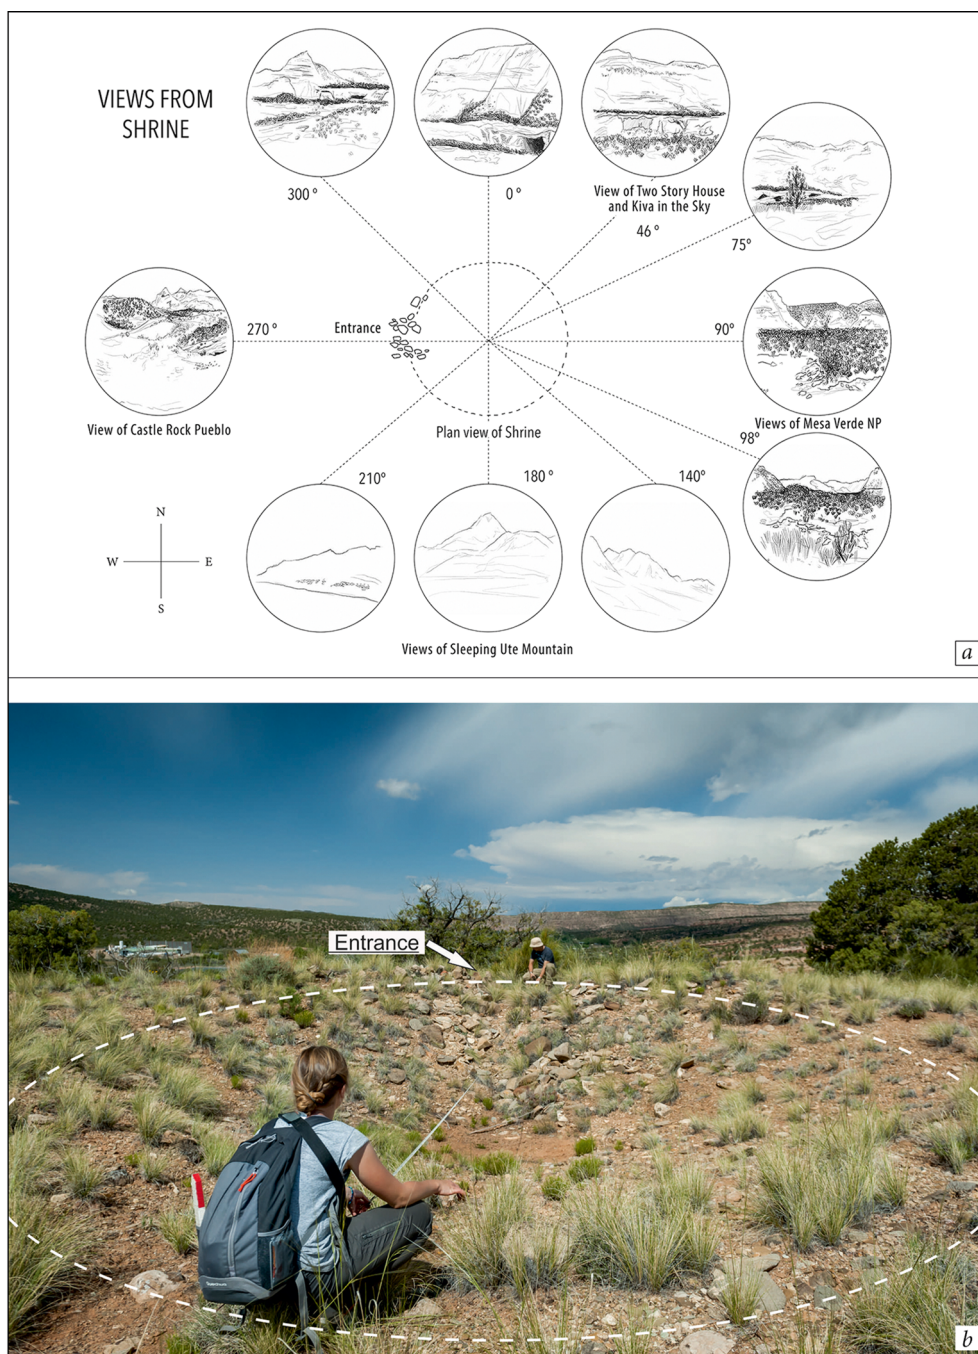 VIEWS FROM
SHRINE
300 °
0 °
View of Two Story House
and Kiva in the Sky
46 °
75°
270 °
Entrance
90°
View of Castle Rock Pueblo
Plan view of Shrine
Views of Mesa Verde NP
98°
210°
180°
140°
N
W
E
S
Views of Sleeping Ute Mountain
a
Entrance
b